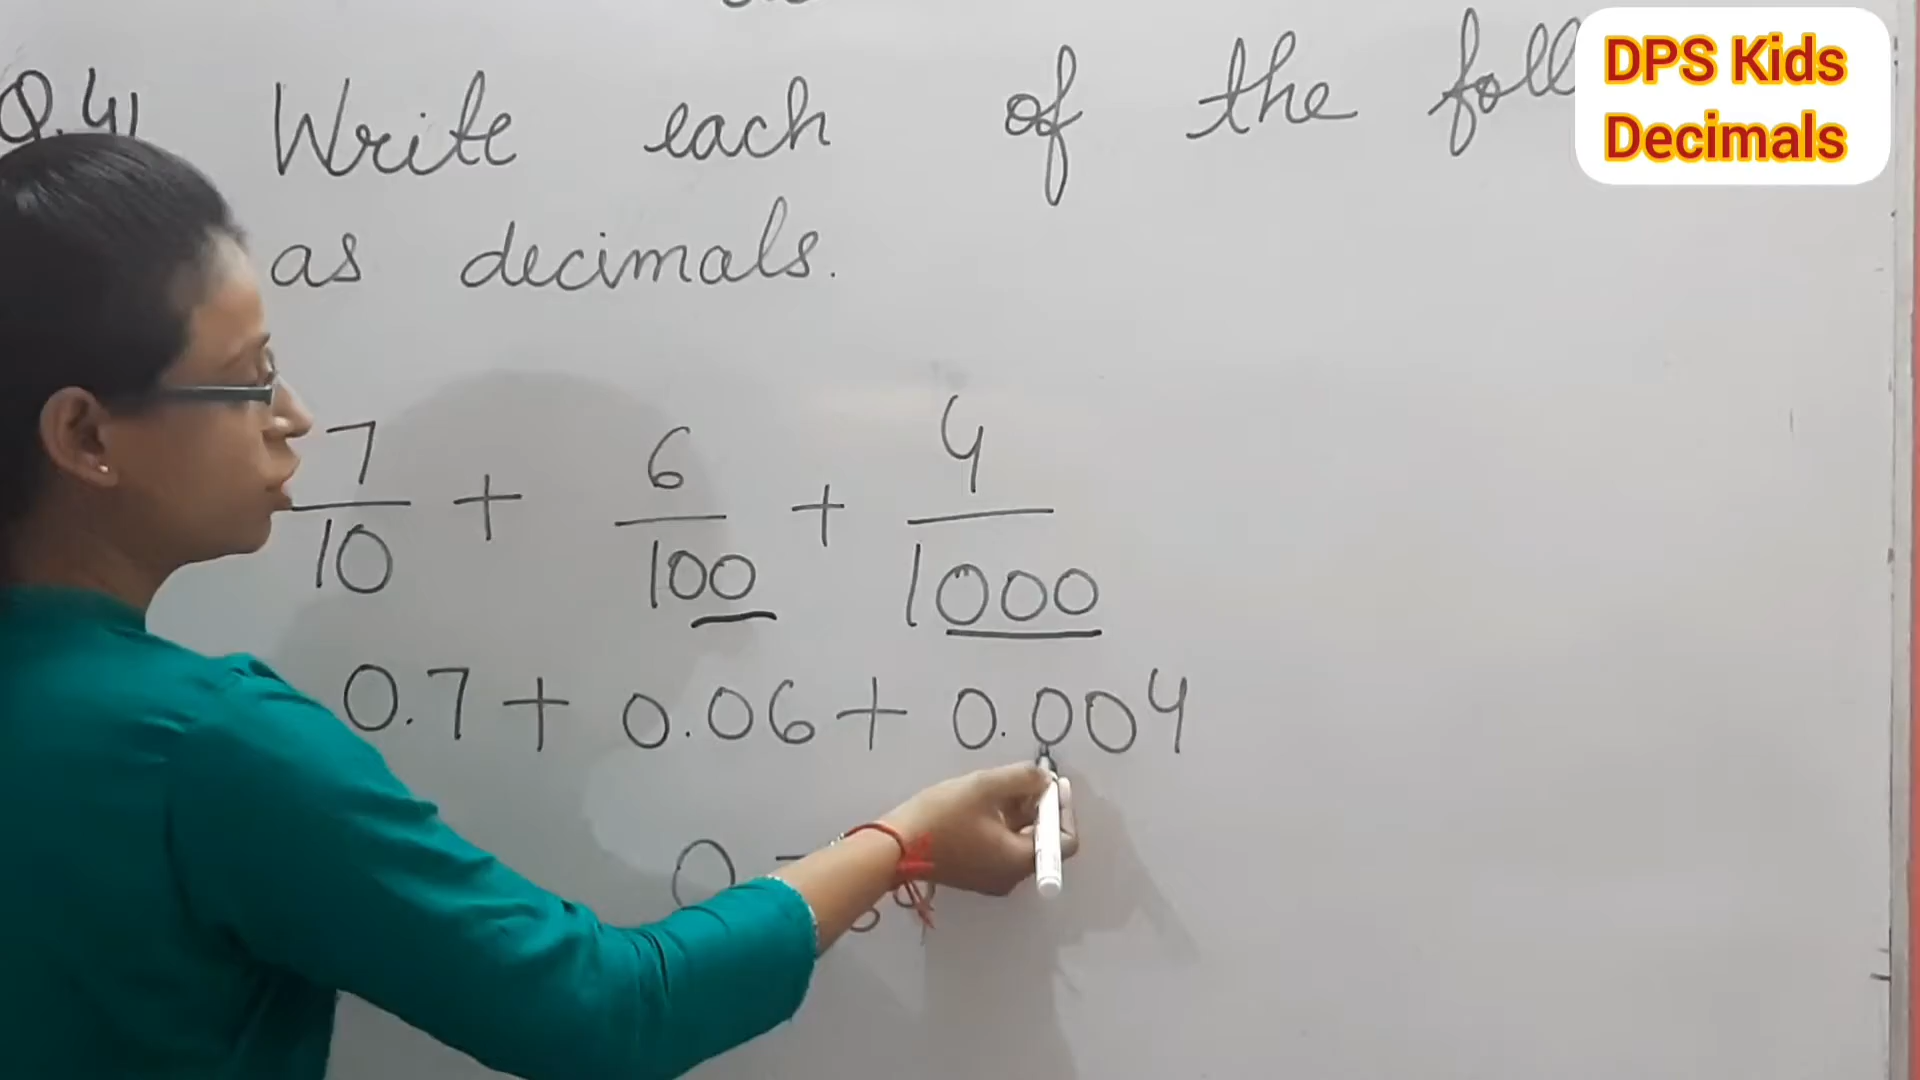 DPS Kids
Decimals
Q.4) Write each of the
as decimals.
7/10 + 6/100 + 4/1000
0.7 + 0.06 + 0.004